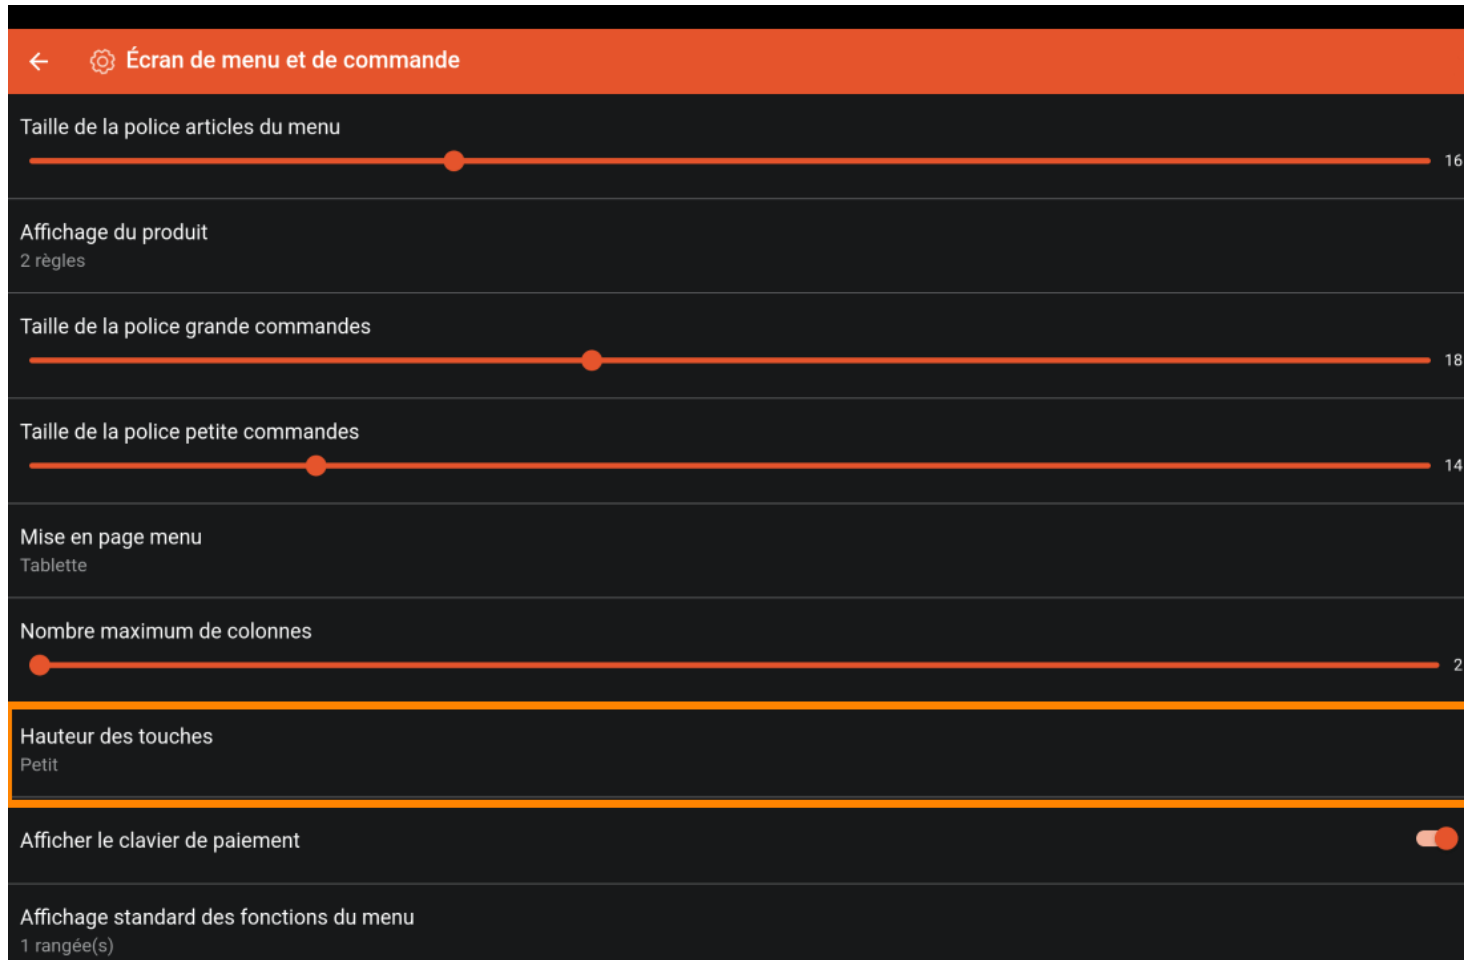 Écran de menu et de commande
Taille de la police articles du menu
16
Affichage du produit
2 règles
Taille de la police grande commandes
18
Taille de la police petite commandes
14
Mise en page menu
Tablette
Nombre maximum de colonnes
2
Hauteur des touches
Petit
Afficher le clavier de paiement
Affichage standard des fonctions du menu
1 rangée(s)